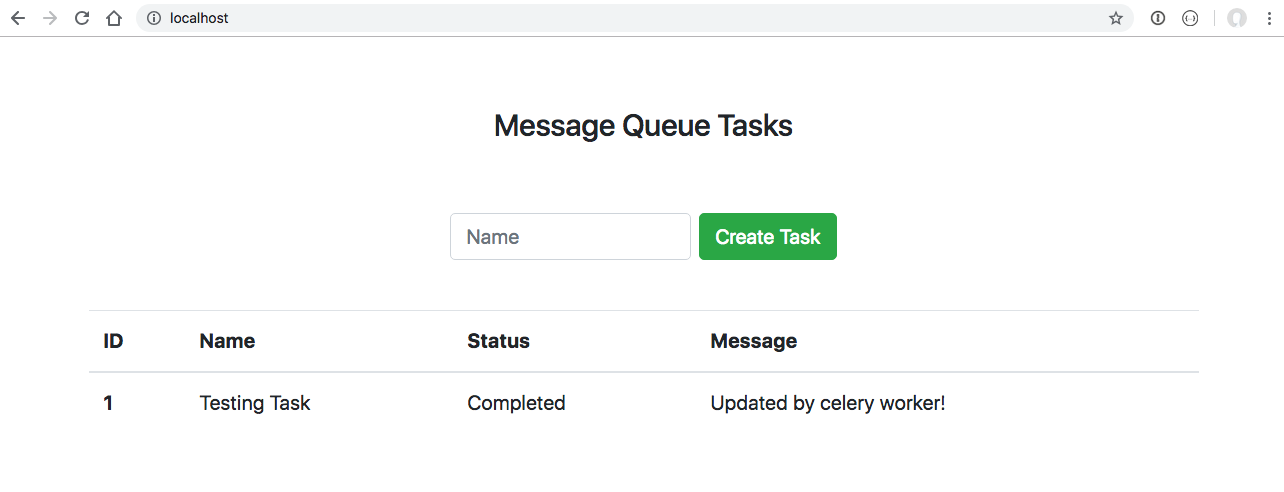 localhost
Message Queue Tasks
Name Create Task
ID Name Status Message
1 Testing Task Completed Updated by celery worker!